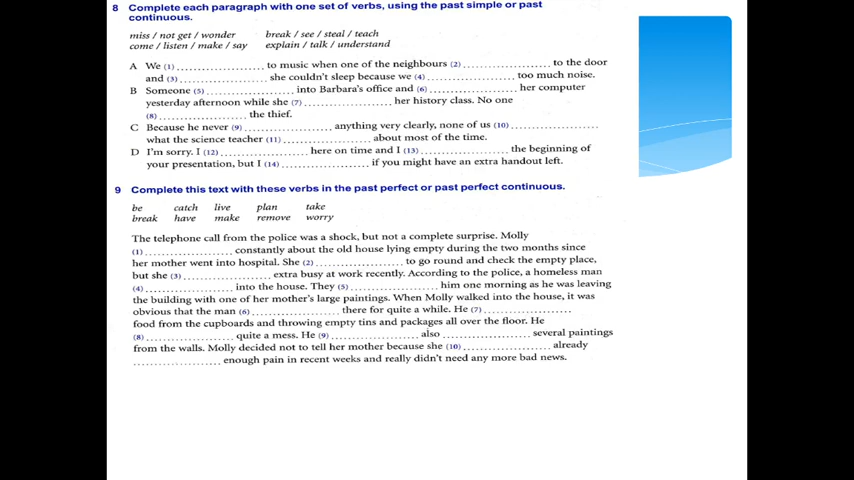 8 Complete each paragraph with one set of verbs, using the past simple or past
continuous.
miss / not get / wonder break / see / steal / teach
come / listen / make / say explain / talk / understand
A We (1) ........................ to music when one of the neighbours (2) ........................ to the door
and (3) ........................ she couldn't sleep because we (4) ........................ too much noise.
B Someone (5) ........................ into Barbara's office and (6) ........................ her computer
yesterday afternoon while she (7) ........................ her history class. No one
(8) ........................ the thief.
C Because he never (9) ........................ anything very clearly, none of us (10) ........................
what the science teacher (11) ........................ about most of the time.
D I'm sorry. I (12) ........................ here on time and I (13) ........................ the beginning of
your presentation, but I (14) ........................ if you might have an extra handout left.
9 Complete this text with these verbs in the past perfect or past perfect continuous.
be catch live plan take
break have make remove worry
The telephone call from the police was a shock, but not a complete surprise. Molly
(1) ........................ constantly about the old house lying empty during the two months since
her mother went into hospital. She (2) ........................ to go round and check the empty place,
but she (3) ........................ extra busy at work recently. According to the police, a homeless man
(4) ........................ into the house. They (5) ........................ him one morning as he was leaving
the building with one of her mother's large paintings. When Molly walked into the house, it was
obvious that the man (6) ........................ there for quite a while. He (7) ........................
food from the cupboards and throwing empty tins and packages all over the floor. He
(8) ........................ quite a mess. He (9) ........................ also ........................ several paintings
from the walls. Molly decided not to tell her mother because she (10) ........................ already
........................ enough pain in recent weeks and really didn't need any more bad news.